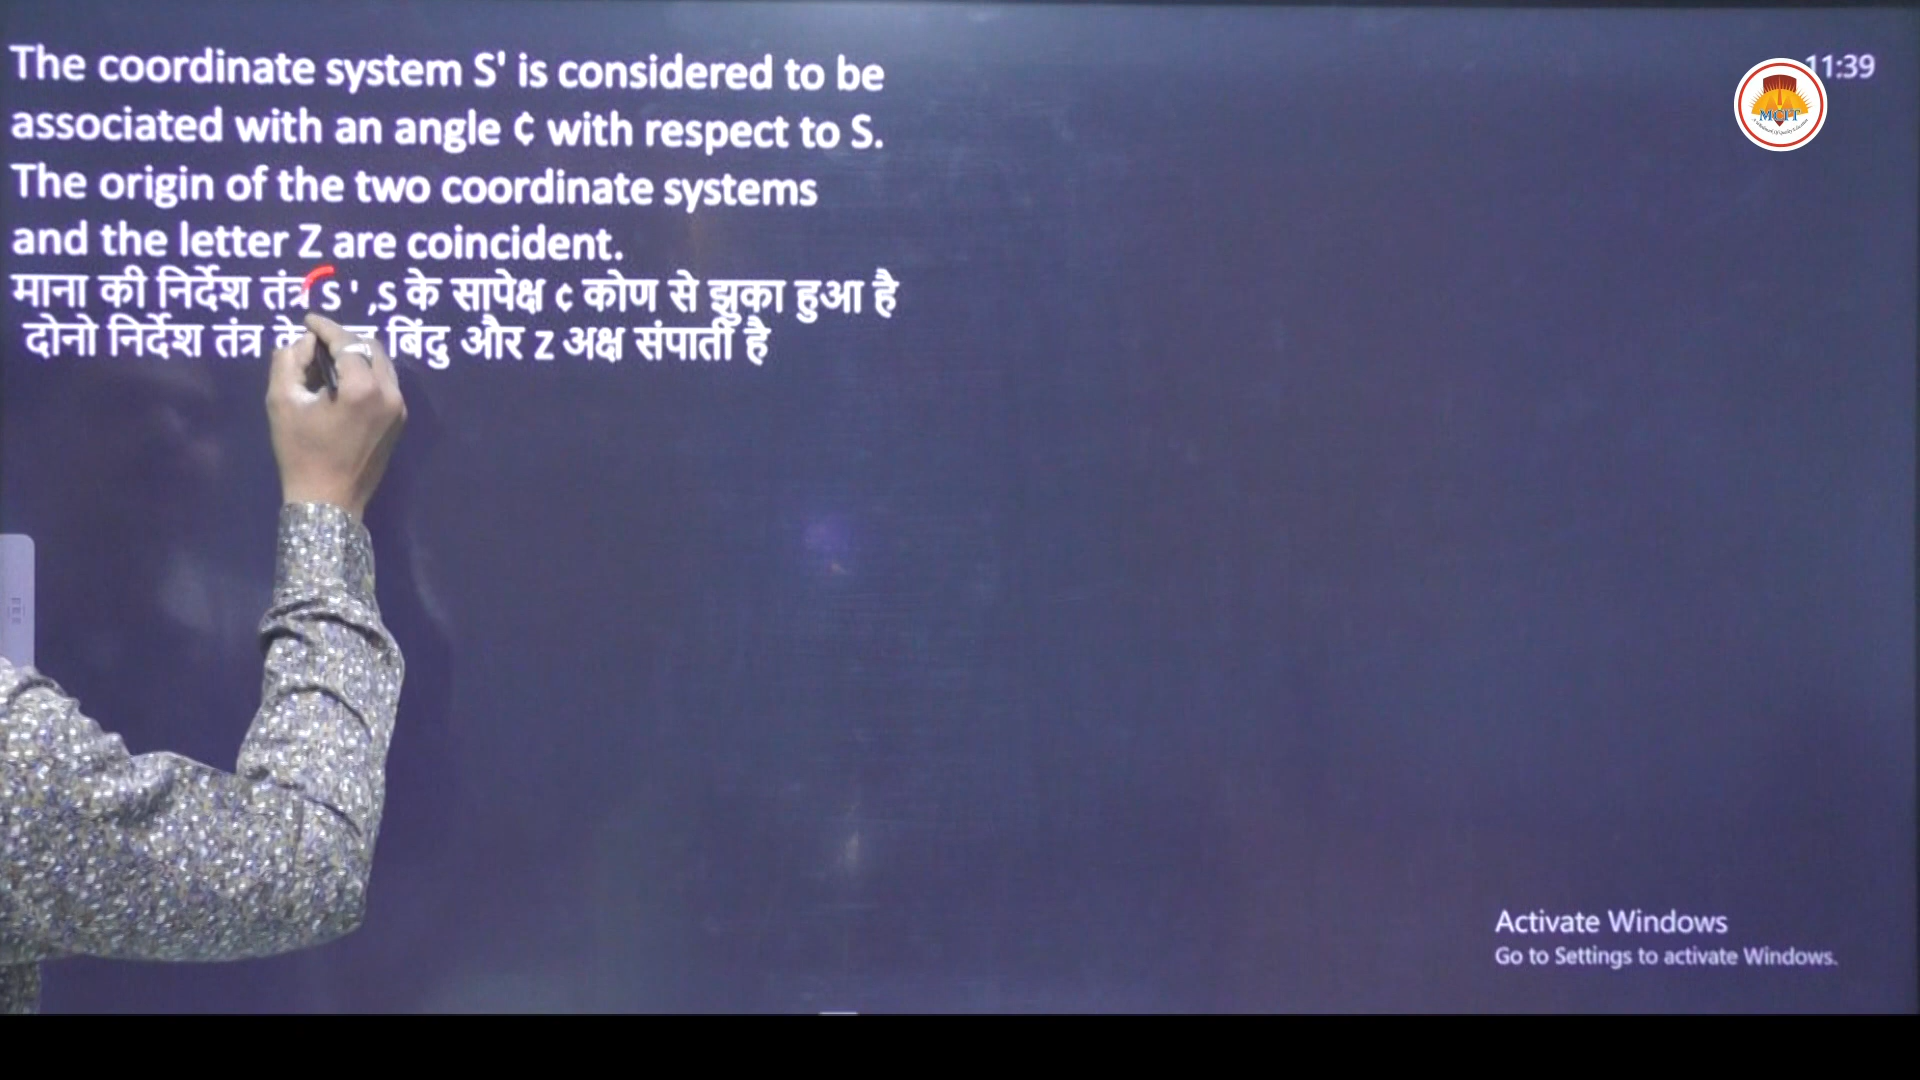 The coordinate system S' is considered to be
associated with an angle ¢ with respect to S.
The origin of the two coordinate systems
and the letter Z are coincident.
माना की निर्देश तंत्र S ' ,S के सापेक्ष ¢ कोण से झुका हुआ है
दोनो निर्देश तंत्र के बिंदु और z अक्ष संपाती है
11:39
MCPT
Activate Windows
Go to Settings to activate Windows.